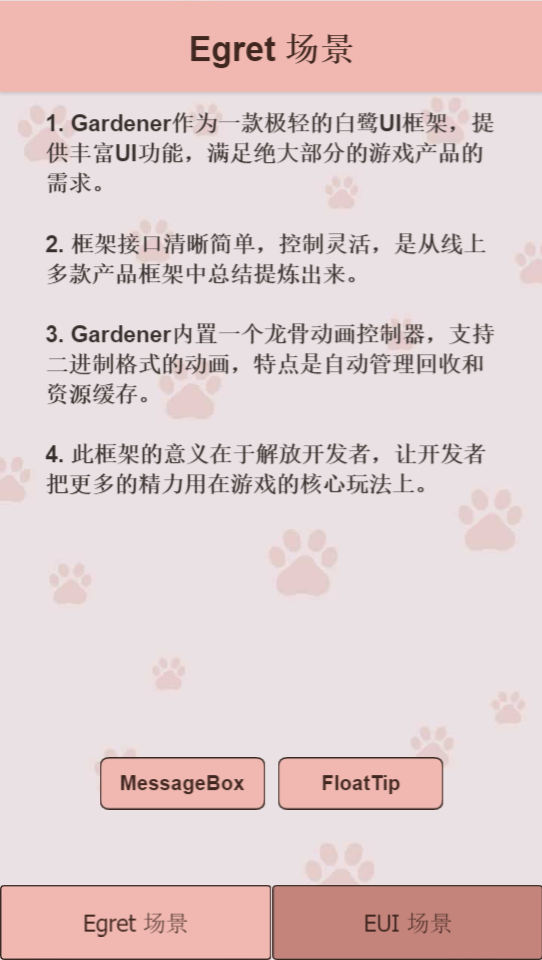 Egret 场景
1. Gardener作为一款极轻的白鹭UI框架，提
供丰富UI功能，满足绝大部分的游戏产品的
需求。
2. 框架接口清晰简单，控制灵活，是从线上
多款产品框架中总结提炼出来。
3. Gardener内置一个龙骨动画控制器，支持
二进制格式的动画，特点是自动管理回收和
资源缓存。
4. 此框架的意义在于解放开发者，让开发者
把更多的精力用在游戏的核心玩法上。
MessageBox
FloatTip
Egret 场景
EUI 场景